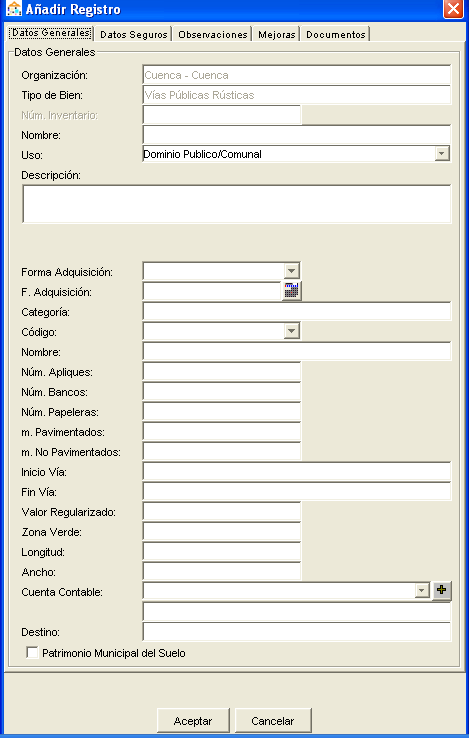 Añadir Registro
Datos Generales Datos Seguros Observaciones Mejoras Documentos
Datos Generales
Organización: Cuenca - Cuenca
Tipo de Bien: Vías Públicas Rústicas
Núm. Inventario:
Nombre:
Uso: Dominio Publico/Comunal
Descripción:
Forma Adquisición:
F. Adquisición:
Categoría:
Código:
Nombre:
Núm. Apliques:
Núm. Bancos:
Núm. Papeleras:
m. Pavimentados:
m. No Pavimentados:
Inicio Vía:
Fin Vía:
Valor Regularizado:
Zona Verde:
Longitud:
Ancho:
Cuenta Contable:
Destino:
Patrimonio Municipal del Suelo
Aceptar Cancelar